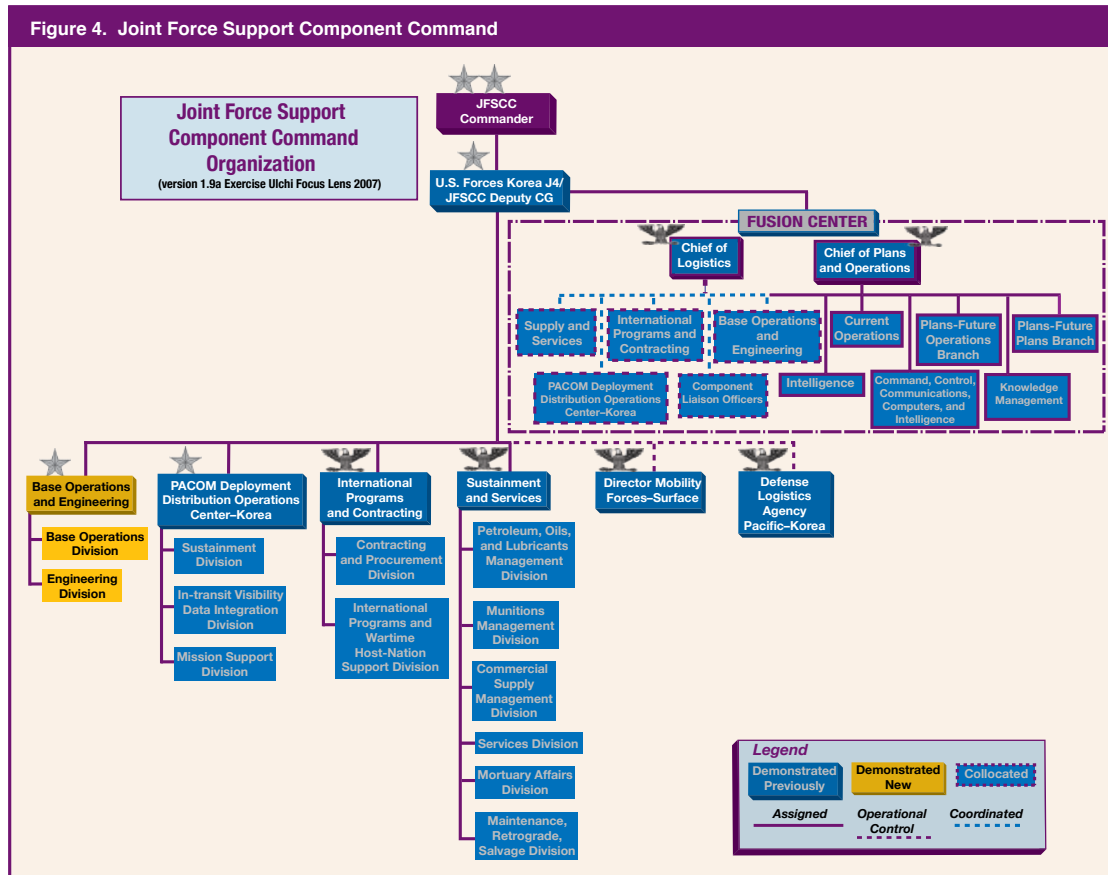 Figure 4. Joint Force Support Component Command
Joint Force Support
Component Command
Organization
(version 1.9a Exercise Ulchi Focus Lens 2007)
JFSCC
Commander
U.S. Forces Korea J4/
JFSCC Deputy CG
FUSION CENTER
Chief of
Logistics
Chief of Plans
and Operations
Supply and
Services
International
Programs and
Contracting
Base Operations
and
Engineering
Current
Operations
Plans-Future
Operations
Branch
Plans-Future
Plans Branch
PACOM Deployment
Distribution Operations
Center–Korea
Component
Liaison Officers
Intelligence
Command, Control,
Communications,
Computers, and
Intelligence
Knowledge
Management
Base Operations
and Engineering
Base Operations
Division
Engineering
Division
PACOM Deployment
Distribution Operations
Center–Korea
Sustainment
Division
In-transit Visibility
Data Integration
Division
Mission Support
Division
International
Programs
and Contracting
Contracting
and Procurement
Division
International
Programs and
Wartime
Host-Nation
Support Division
Sustainment
and Services
Petroleum, Oils,
and Lubricants
Management
Division
Munitions
Management
Division
Commercial
Supply
Management
Division
Services Division
Mortuary Affairs
Division
Maintenance,
Retrograde,
Salvage Division
Director Mobility
Forces–Surface
Defense
Logistics
Agency
Pacific–Korea
Legend
Demonstrated
Previously
Demonstrated
New
Collocated
Assigned
Operational
Control
Coordinated